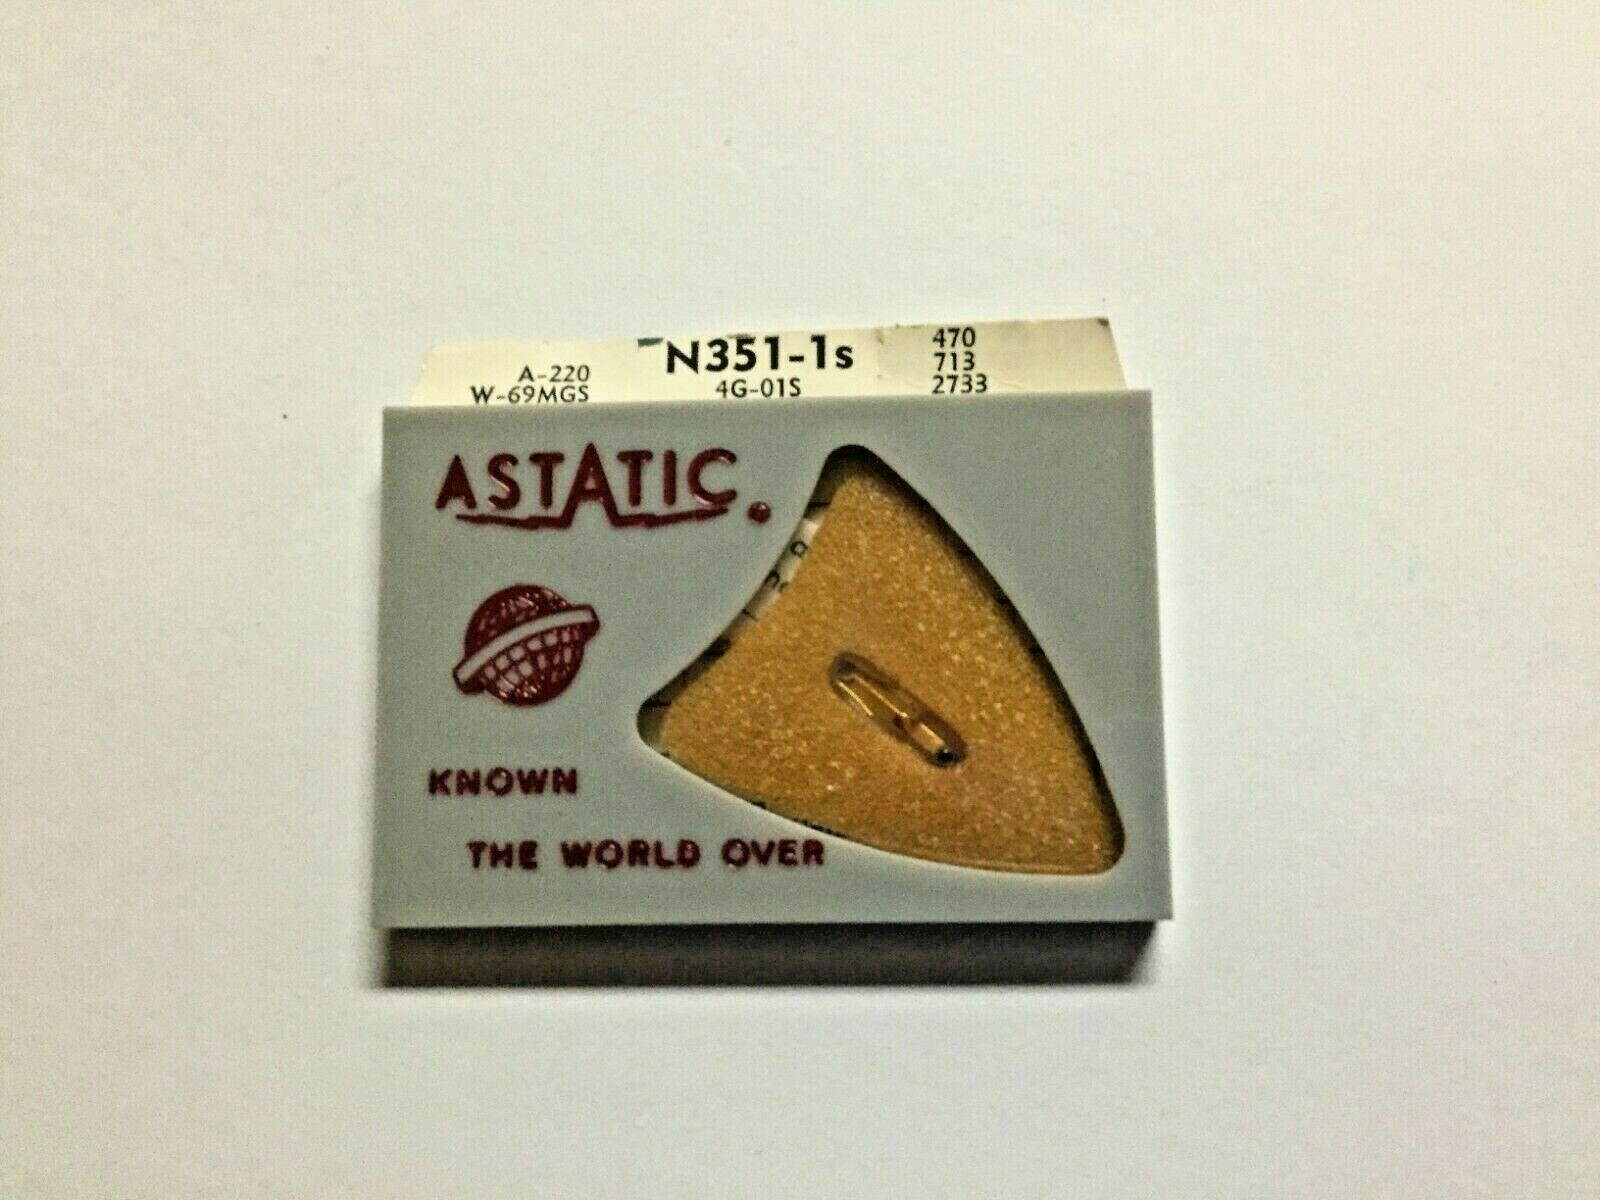 A-220
W-69MGS
N351-1s
4G-01S
470
713
2733
ASTATIC.
KNOWN
THE WORLD OVER